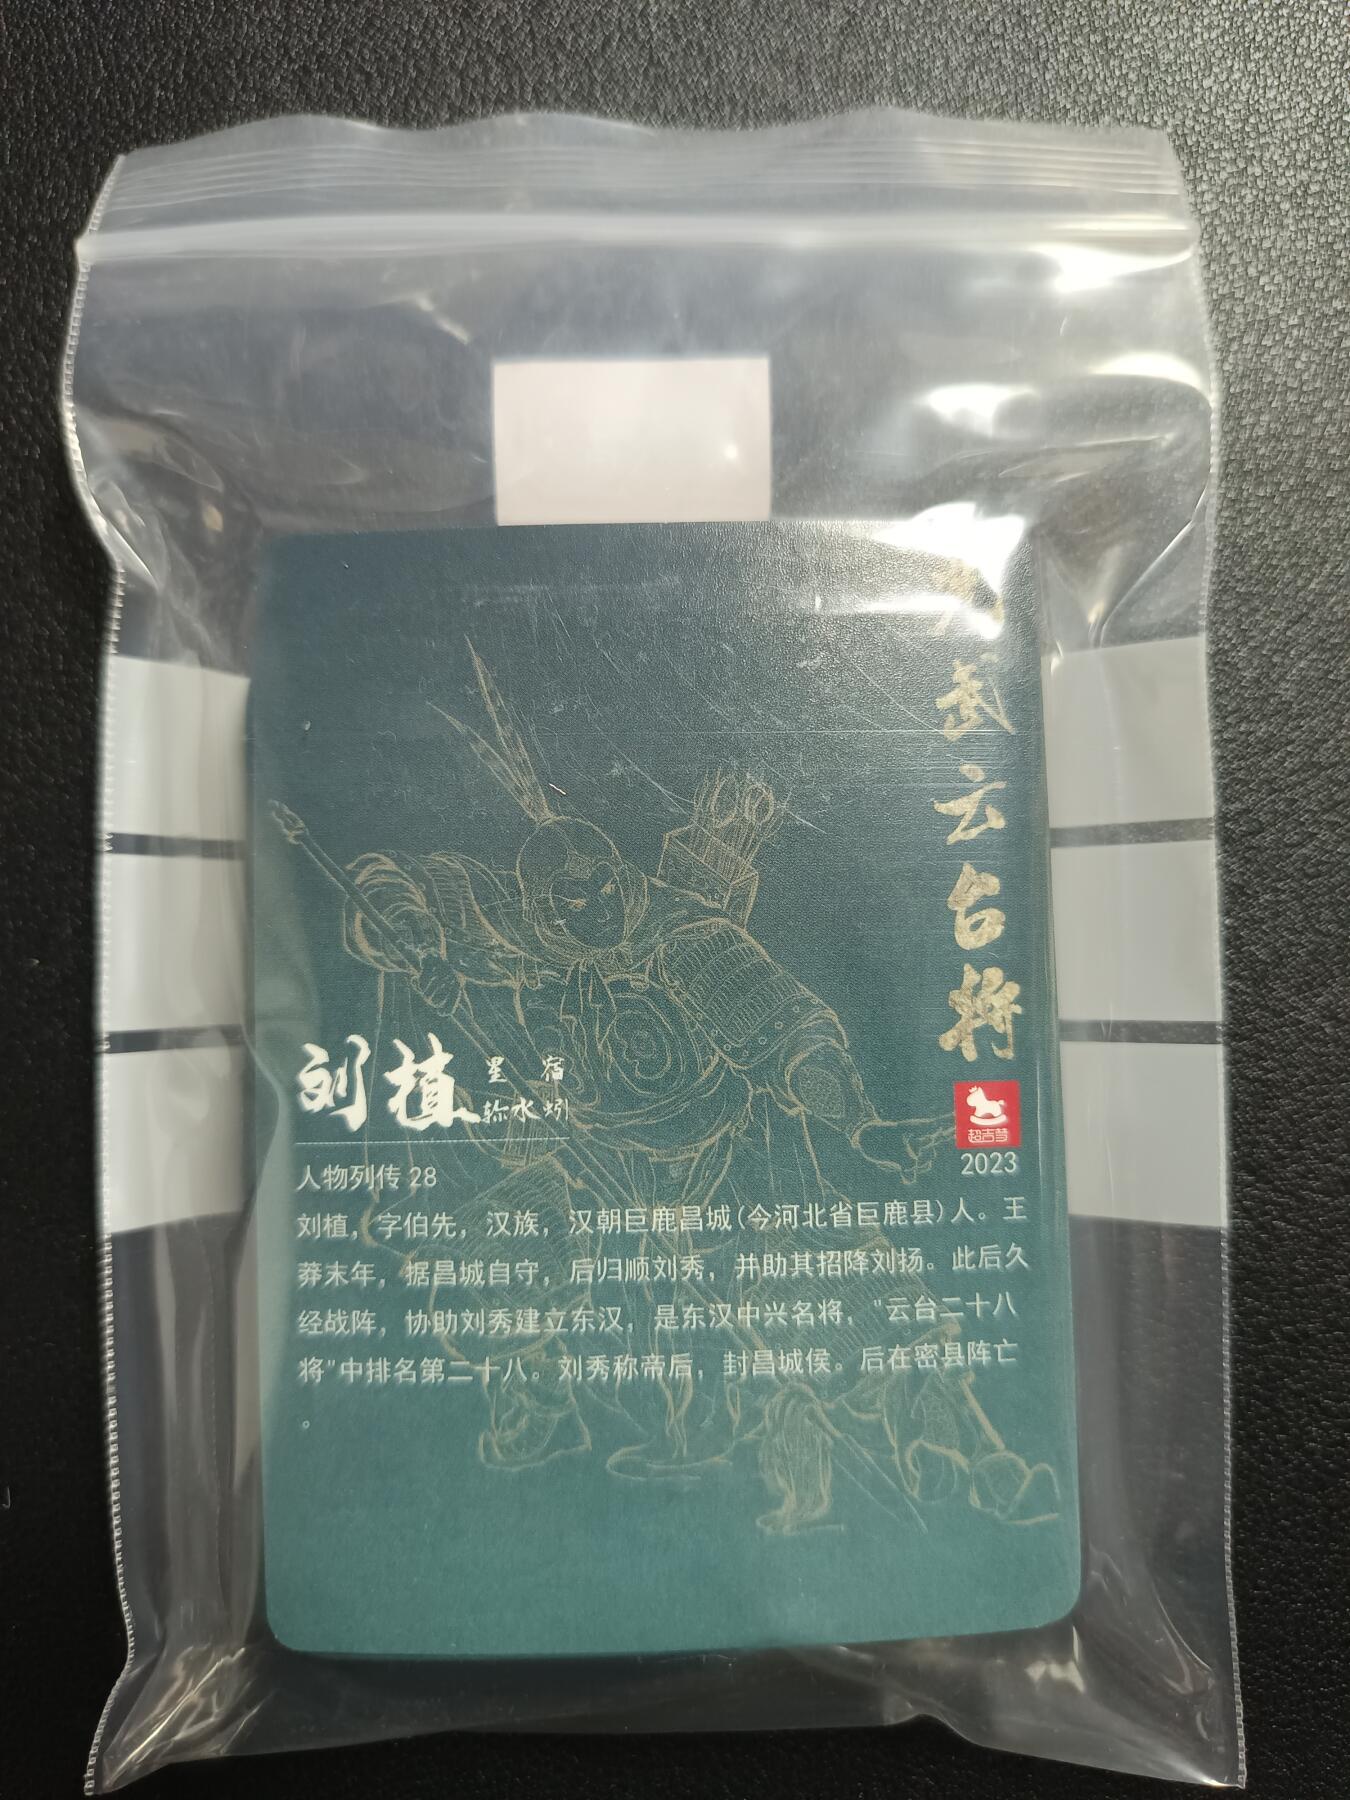 武云台将
超吉梦
2023
刘植
星宿
轸水蚓
人物列传 28
刘植，字伯先，汉族，汉朝巨鹿昌城(今河北省巨鹿县)人。王
莽末年，据昌城自守，后归顺刘秀，并助其招降刘扬。此后久
经战阵，协助刘秀建立东汉，是东汉中兴名将，"云台二十八
将"中排名第二十八。刘秀称帝后，封昌城侯。后在密县阵亡
。